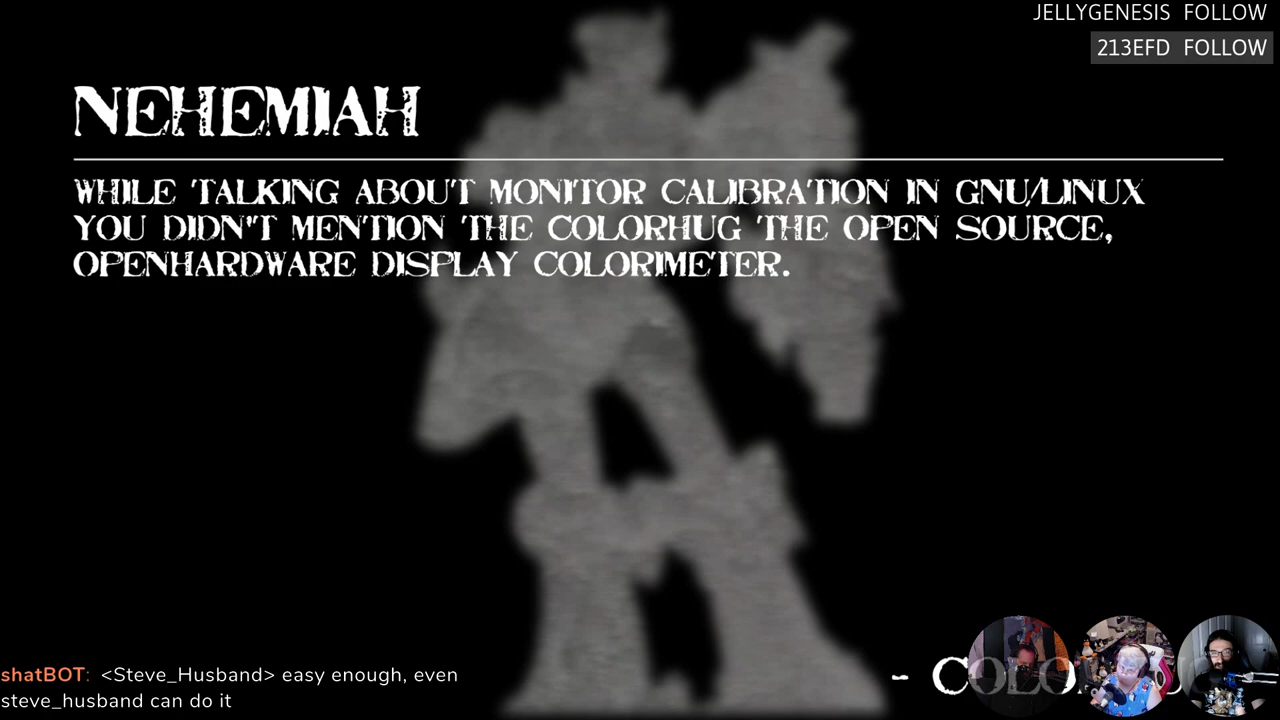 JELLYGENESIS FOLLOW
213EFD FOLLOW
NEHEMIAH
WHILE TALKING ABOUT MONITOR CALIBRATION IN GNU/LINUX
YOU DIDN'T MENTION THE COLORHUG THE OPEN SOURCE,
OPENHARDWARE DISPLAY COLORIMETER.
shatBOT: <Steve_Husband> easy enough, even
steve_husband can do it